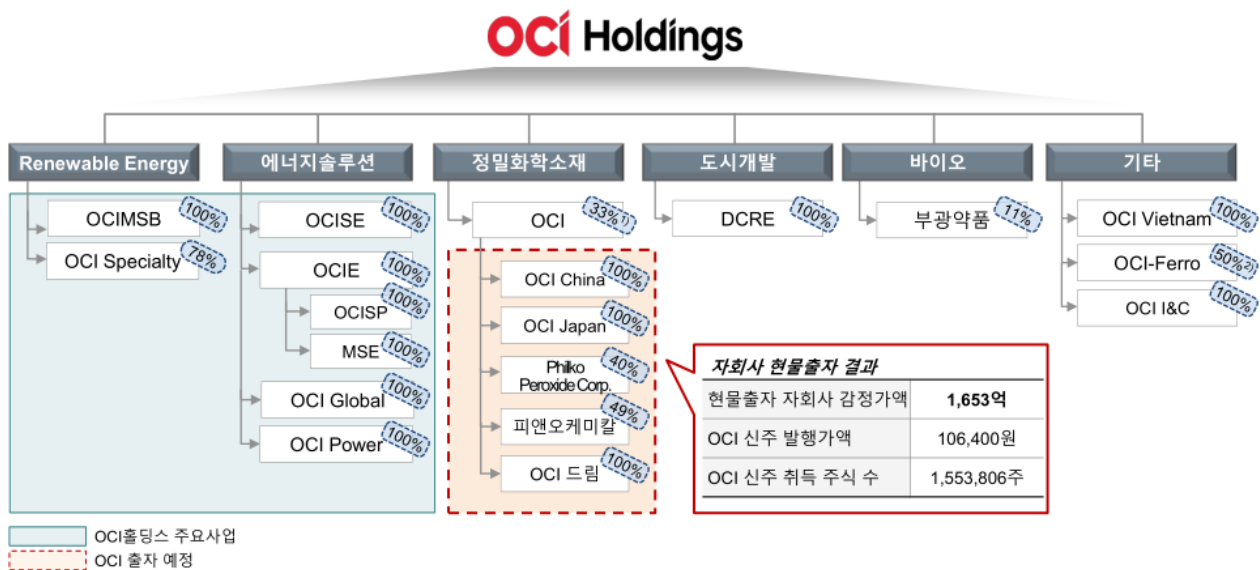 OCI Holdings
Renewable Energy
OCIMSB 100%
OCI Specialty 78%
에너지솔루션
OCISE 100%
OCIE 100%
OCISP 100%
MSE 100%
OCI Global 100%
OCI Power 100%
정밀화학소재
OCI 33%1)
OCI China 100%
OCI Japan 100%
Philko
Peroxide Corp. 40%
피앤오케미칼 49%
OCI 드림 100%
도시개발
DCRE 100%
바이오
부광약품 11%
기타
OCI Vietnam 100%
OCI-Ferro 50%2)
OCI I&C 100%
자회사 현물출자 결과
현물출자 자회사 감정가액 1,653억
OCI 신주 발행가액 106,400원
OCI 신주 취득 주식 수 1,553,806주
OCI홀딩스 주요사업
OCI 출자 예정